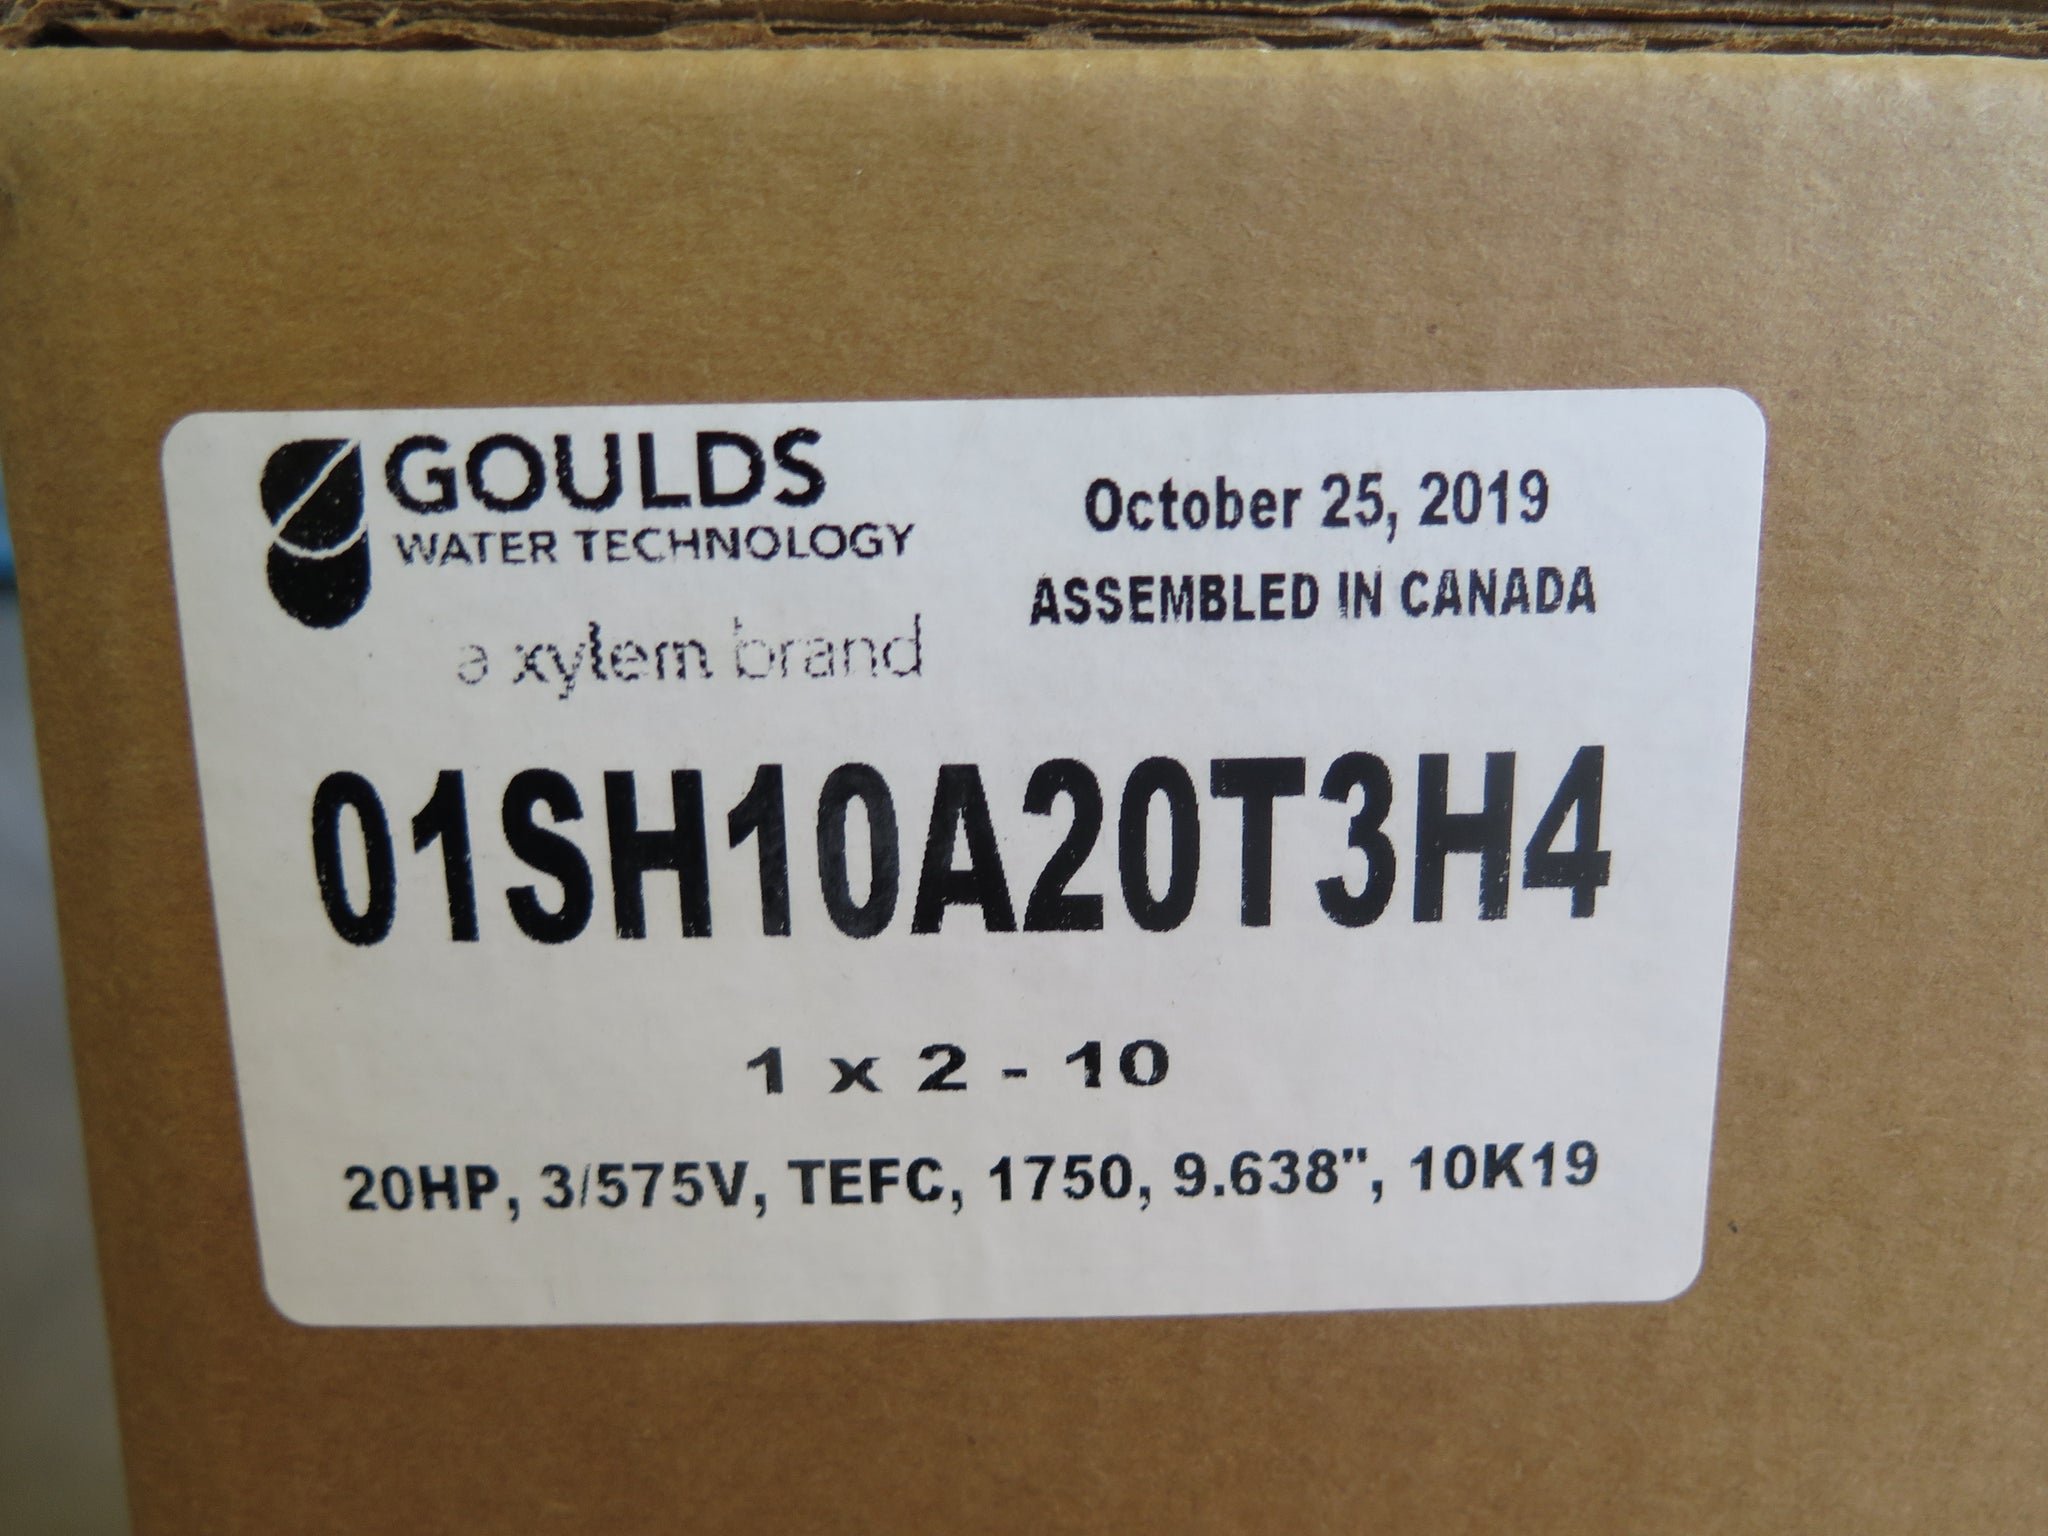 GOULDS
WATER TECHNOLOGY
a xylem brand
October 25, 2019
ASSEMBLED IN CANADA
01SH10A20T3H4
1 x 2 - 10
20HP, 3/575V, TEFC, 1750, 9.638", 10K19